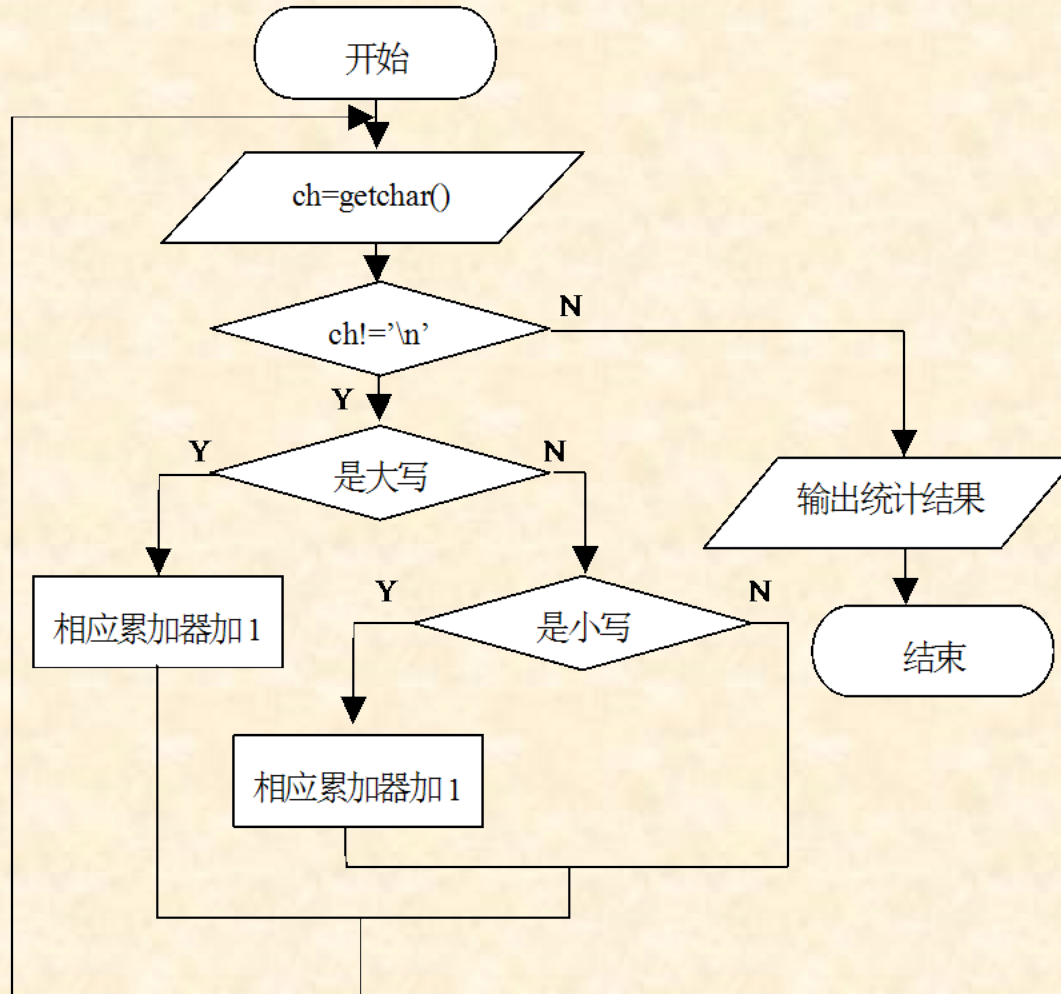 开始
ch=getchar()
ch!=’\n’
N
Y
Y
是大写
N
输出统计结果
相应累加器加 1
Y
是小写
N
结束
相应累加器加 1